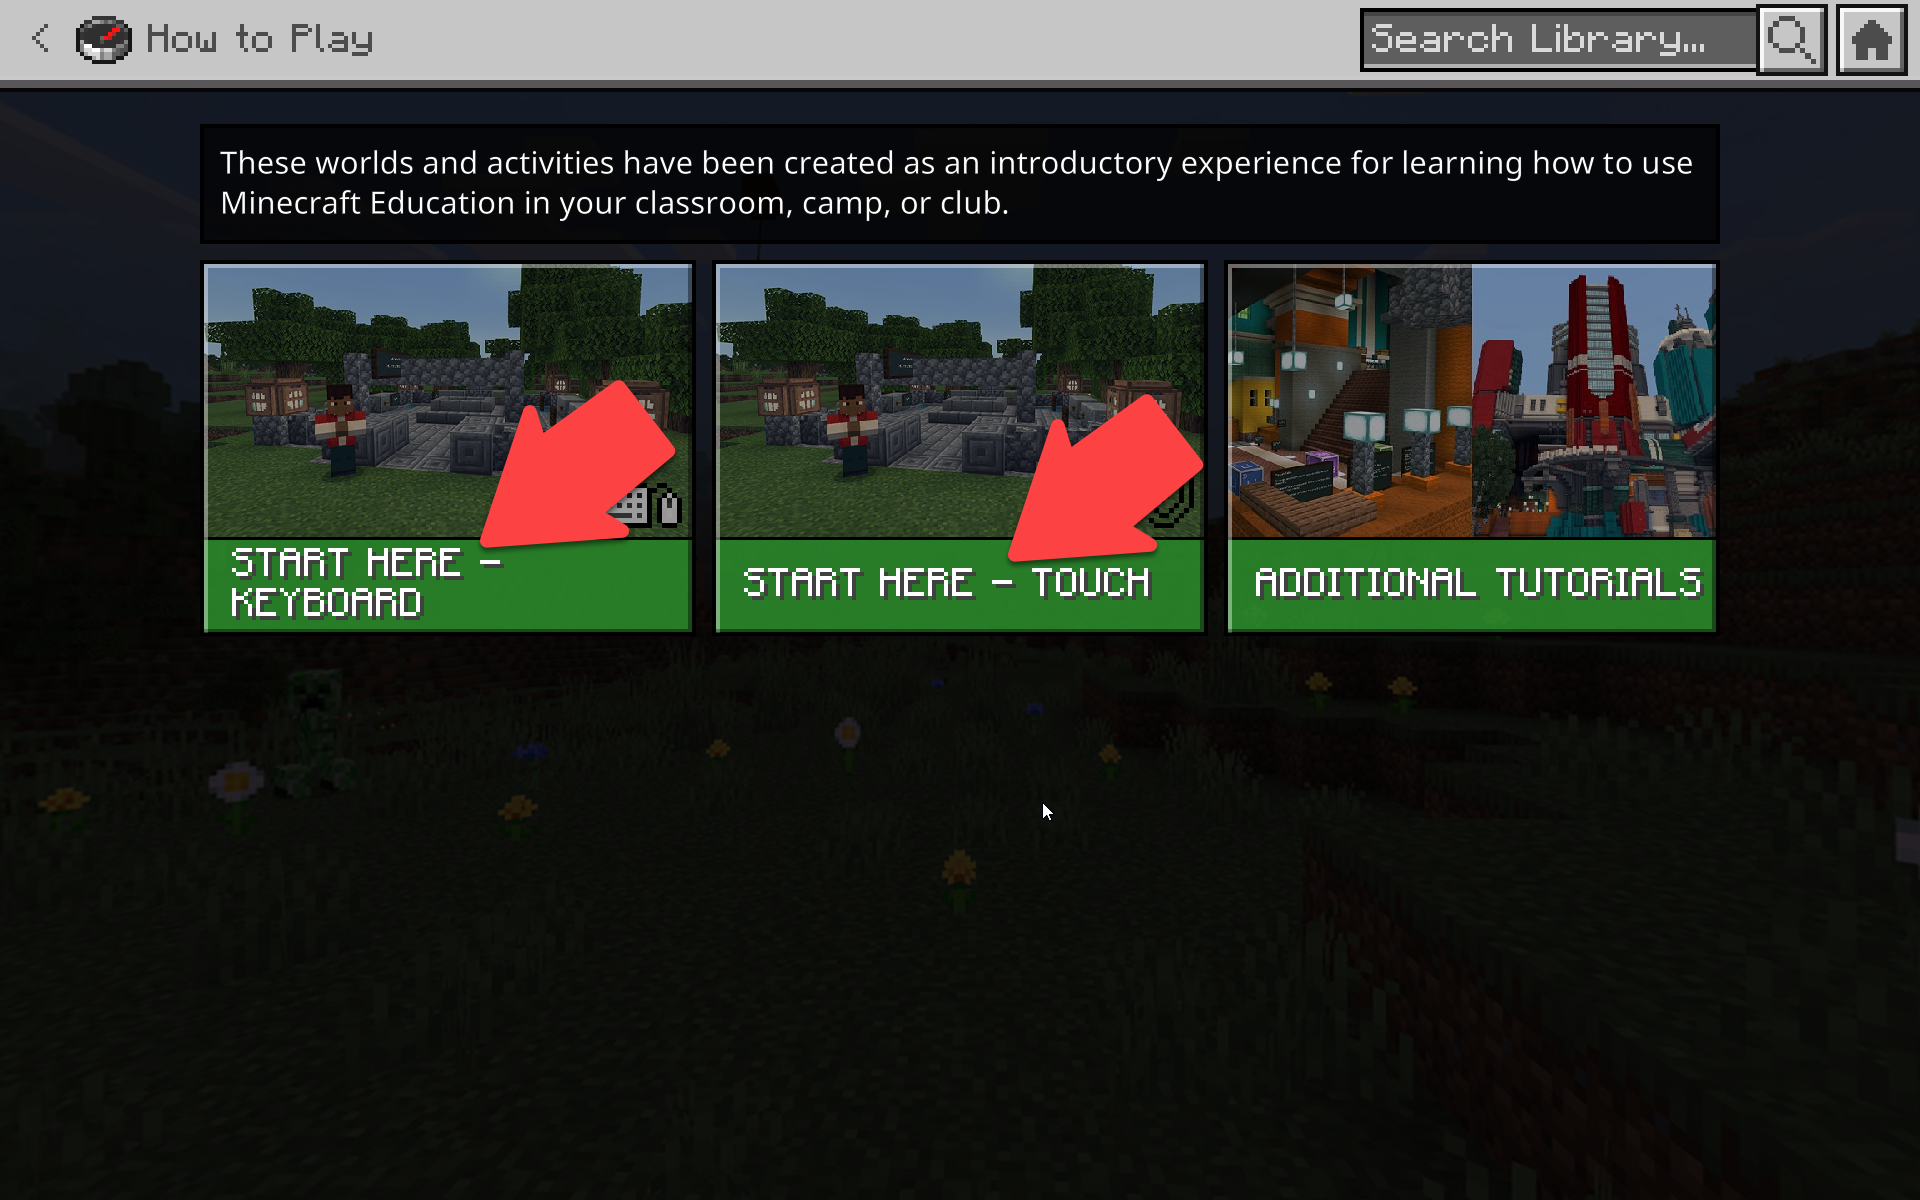 How to Play
Search Library...
These worlds and activities have been created as an introductory experience for learning how to use
Minecraft Education in your classroom, camp, or club.
START HERE –
KEYBOARD
START HERE – TOUCH
ADDITIONAL TUTORIALS